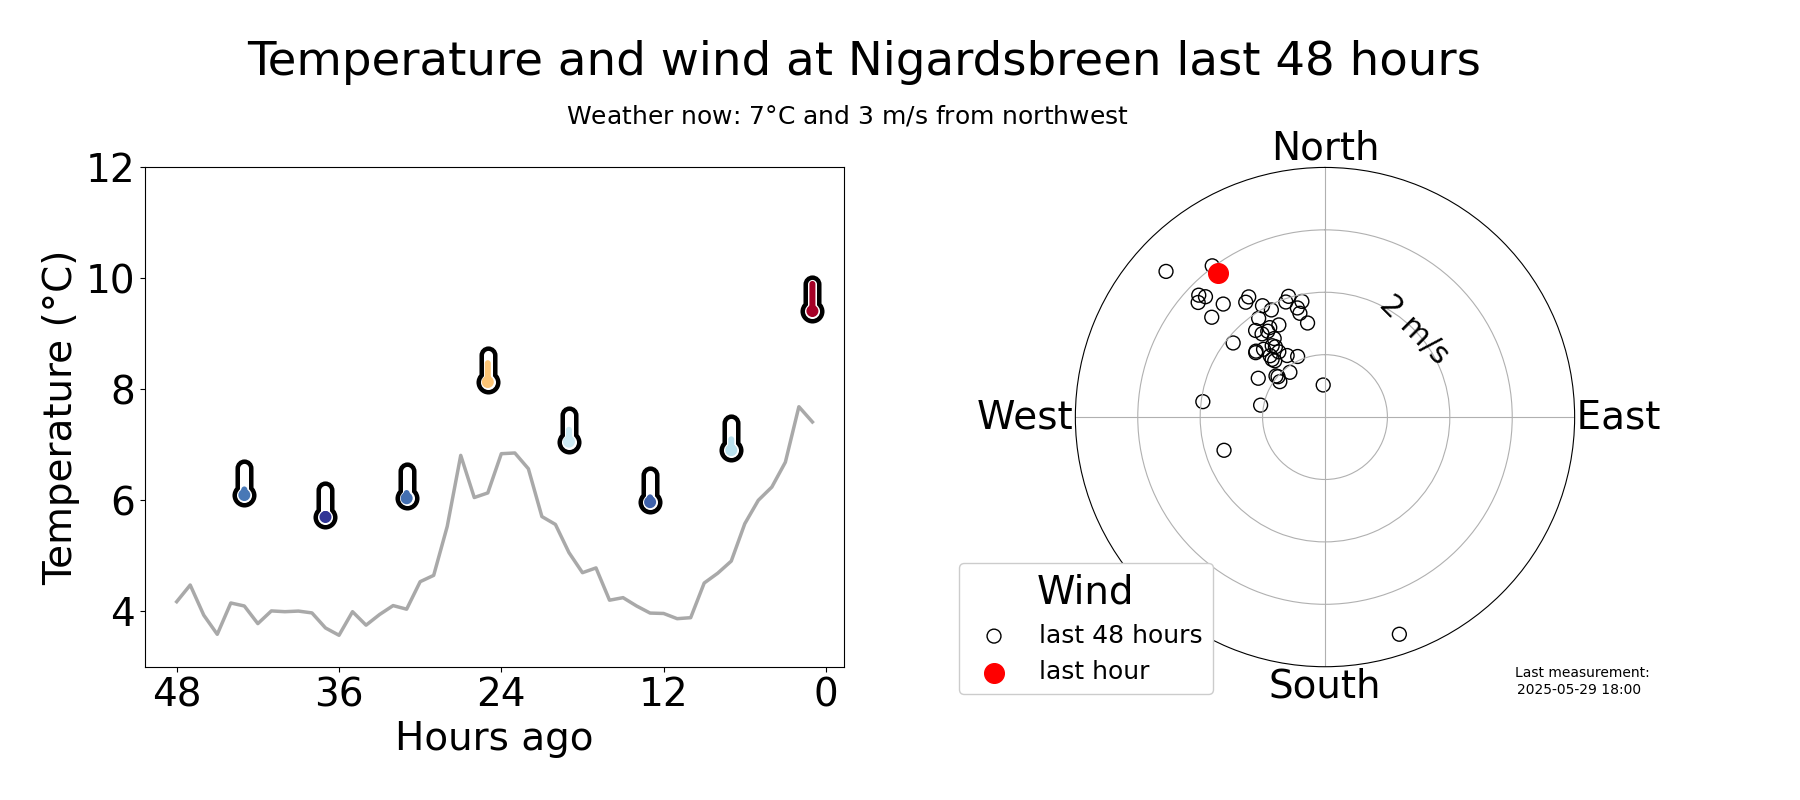 Temperature and wind at Nigardsbreen last 48 hours
Weather now: 7°C and 3 m/s from northwest
Temperature (°C)
12
10
8
6
4
48 36 24 12 0
Hours ago
North
West
East
South
2 m/s
Wind
last 48 hours
last hour
Last measurement:
2025-05-29 18:00